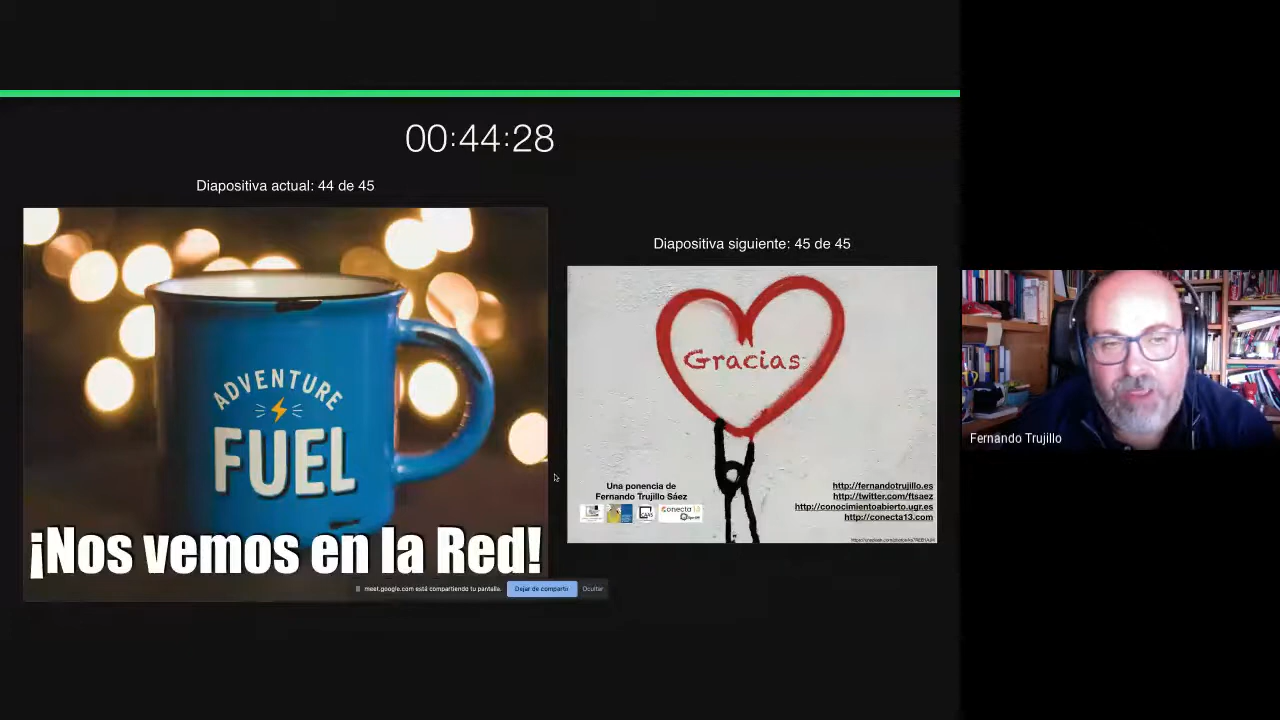 00:44:28
Diapositiva actual: 44 de 45
ADVENTURE
FUEL
¡Nos vemos en la Red!
meet.google.com está compartiendo tu pantalla.
Dejar de compartir
Ocultar
Diapositiva siguiente: 45 de 45
Gracias
Una ponencia de
Fernando Trujillo Sáez
conecta 13
http://fernandotrujillo.es
http://twitter.com/ftsaez
http://conocimientoabierto.ugr.es
http://conecta13.com
Fernando Trujillo